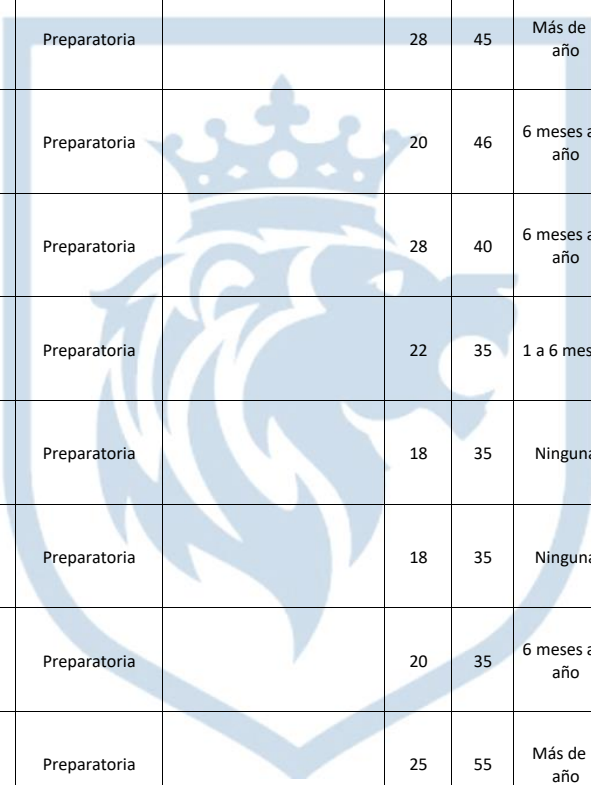 Preparatoria 28 45 Más de
año
Preparatoria 20 46 6 meses a
año
Preparatoria 28 40 6 meses a
año
Preparatoria 22 35 1 a 6
Preparatoria 18 35 Ninguna
Preparatoria 18 35 Ninguna
Preparatoria 20 35 6 meses a
año
Preparatoria 25 55 Más de
año